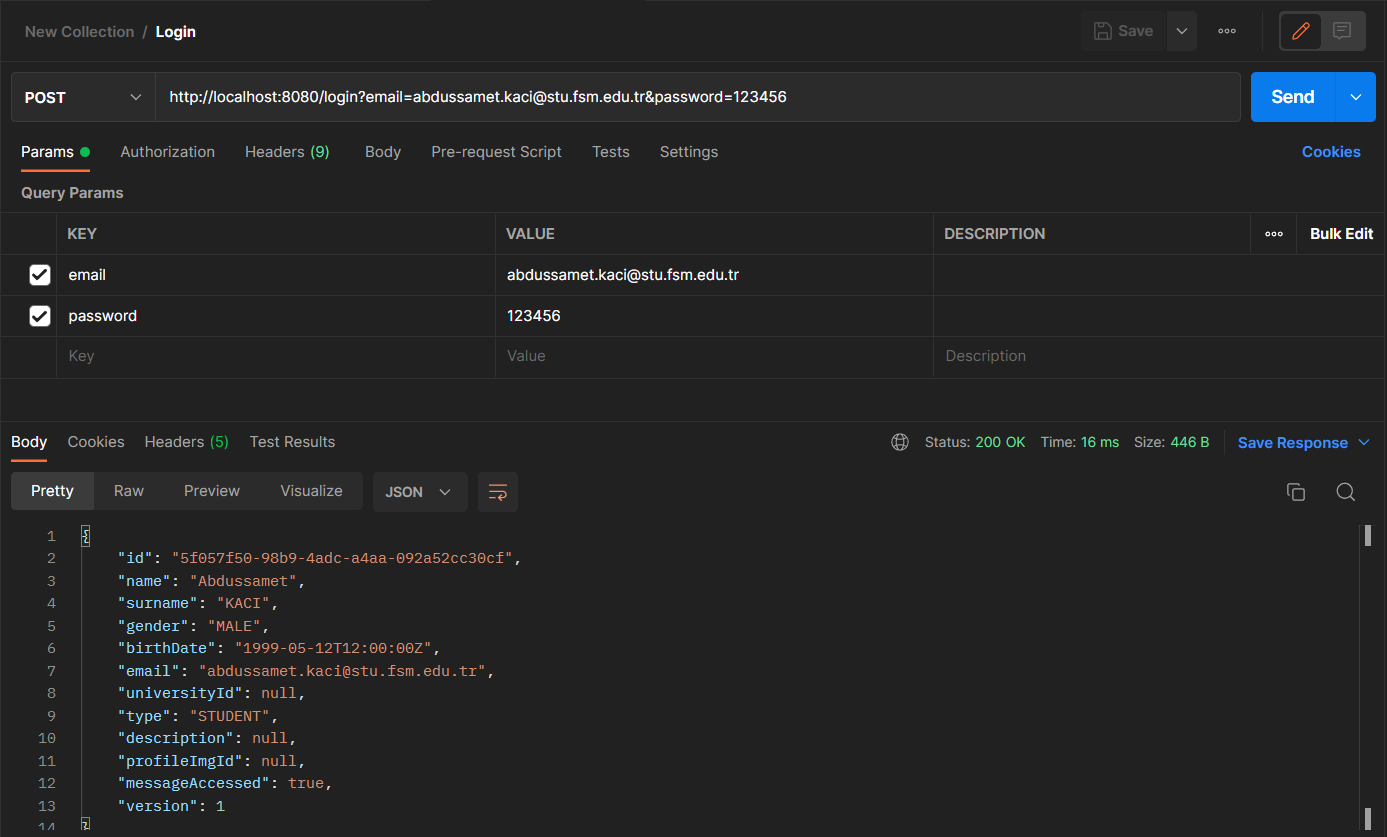 New Collection / Login
Save
POST
http://localhost:8080/login?email=abdussamet.kaci@stu.fsm.edu.tr&password=123456
Send
Params Authorization Headers (9) Body Pre-request Script Tests Settings Cookies
Query Params
KEY VALUE DESCRIPTION Bulk Edit
email abdussamet.kaci@stu.fsm.edu.tr
password 123456
Key Value Description
Body Cookies Headers (5) Test Results Status: 200 OK Time: 16 ms Size: 446 B Save Response
Pretty Raw Preview Visualize JSON
1 {
2 "id": "5f057f50-98b9-4adc-a4aa-092a52cc30cf",
3 "name": "Abdussamet",
4 "surname": "KACI",
5 "gender": "MALE",
6 "birthDate": "1999-05-12T12:00:00Z",
7 "email": "abdussamet.kaci@stu.fsm.edu.tr",
8 "universityId": null,
9 "type": "STUDENT",
10 "description": null,
11 "profileImgId": null,
12 "messageAccessed": true,
13 "version": 1
14 }